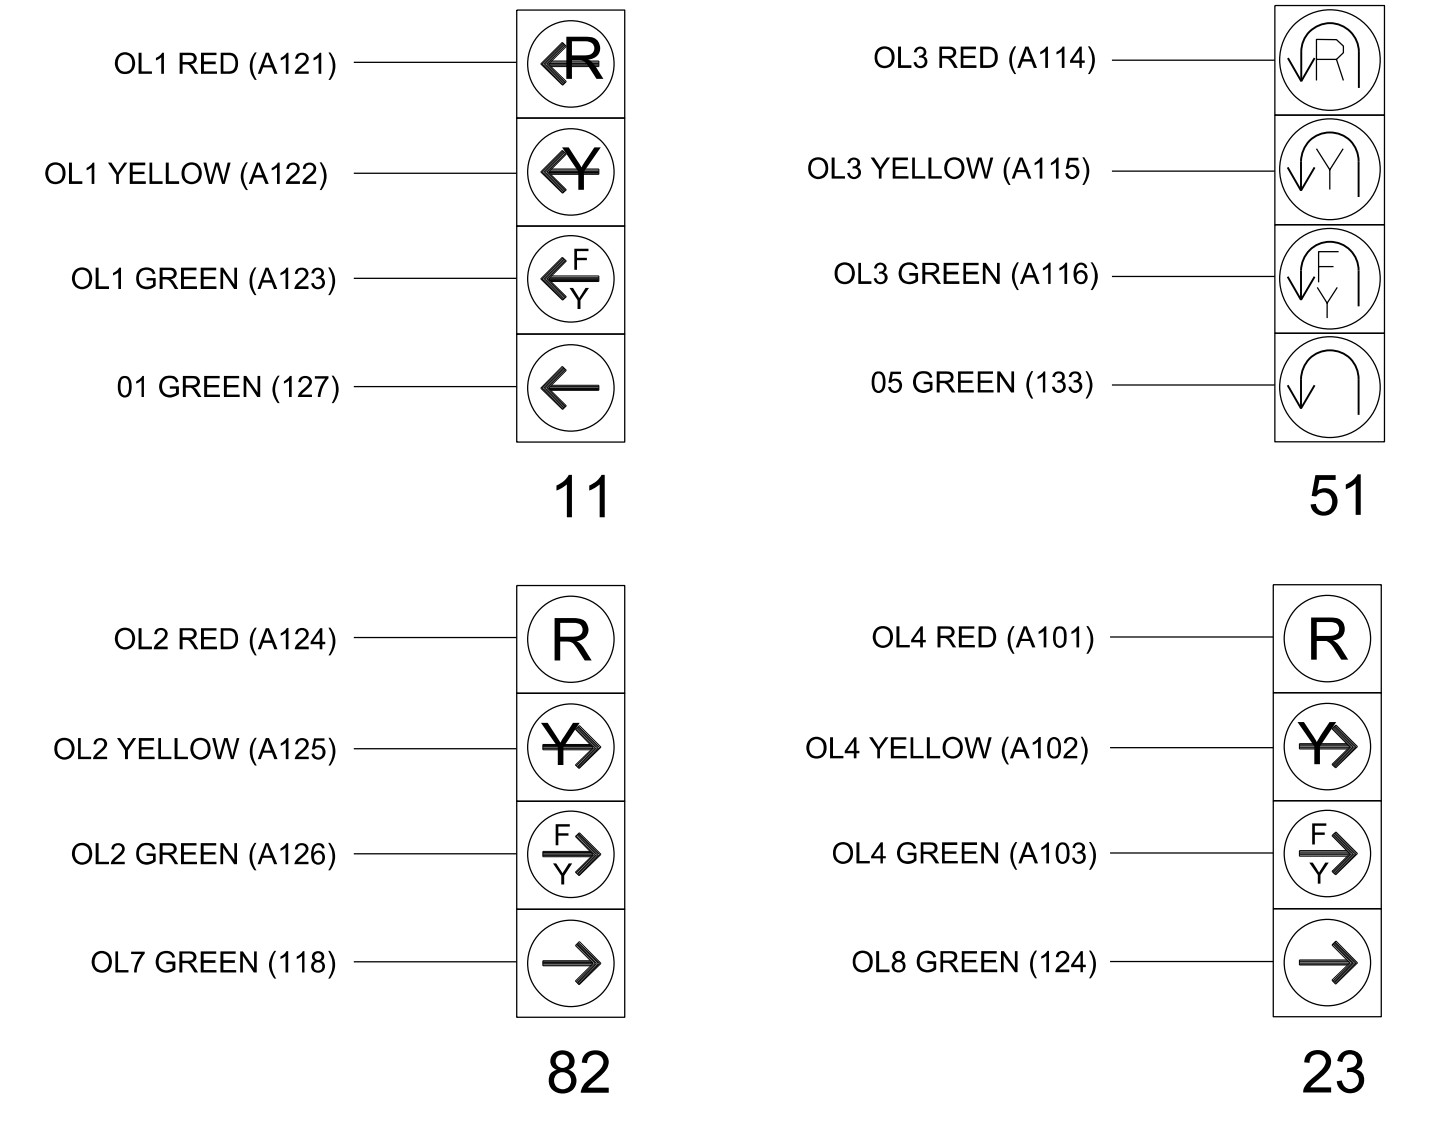 OL1 RED (A121)
R
OL1 YELLOW (A122)
Y
OL1 GREEN (A123)
F
Y
01 GREEN (127)
11
OL3 RED (A114)
R
OL3 YELLOW (A115)
Y
OL3 GREEN (A116)
F
Y
05 GREEN (133)
51
OL2 RED (A124)
R
OL2 YELLOW (A125)
Y
OL2 GREEN (A126)
F
Y
OL7 GREEN (118)
82
OL4 RED (A101)
R
OL4 YELLOW (A102)
Y
OL4 GREEN (A103)
F
Y
OL8 GREEN (124)
23